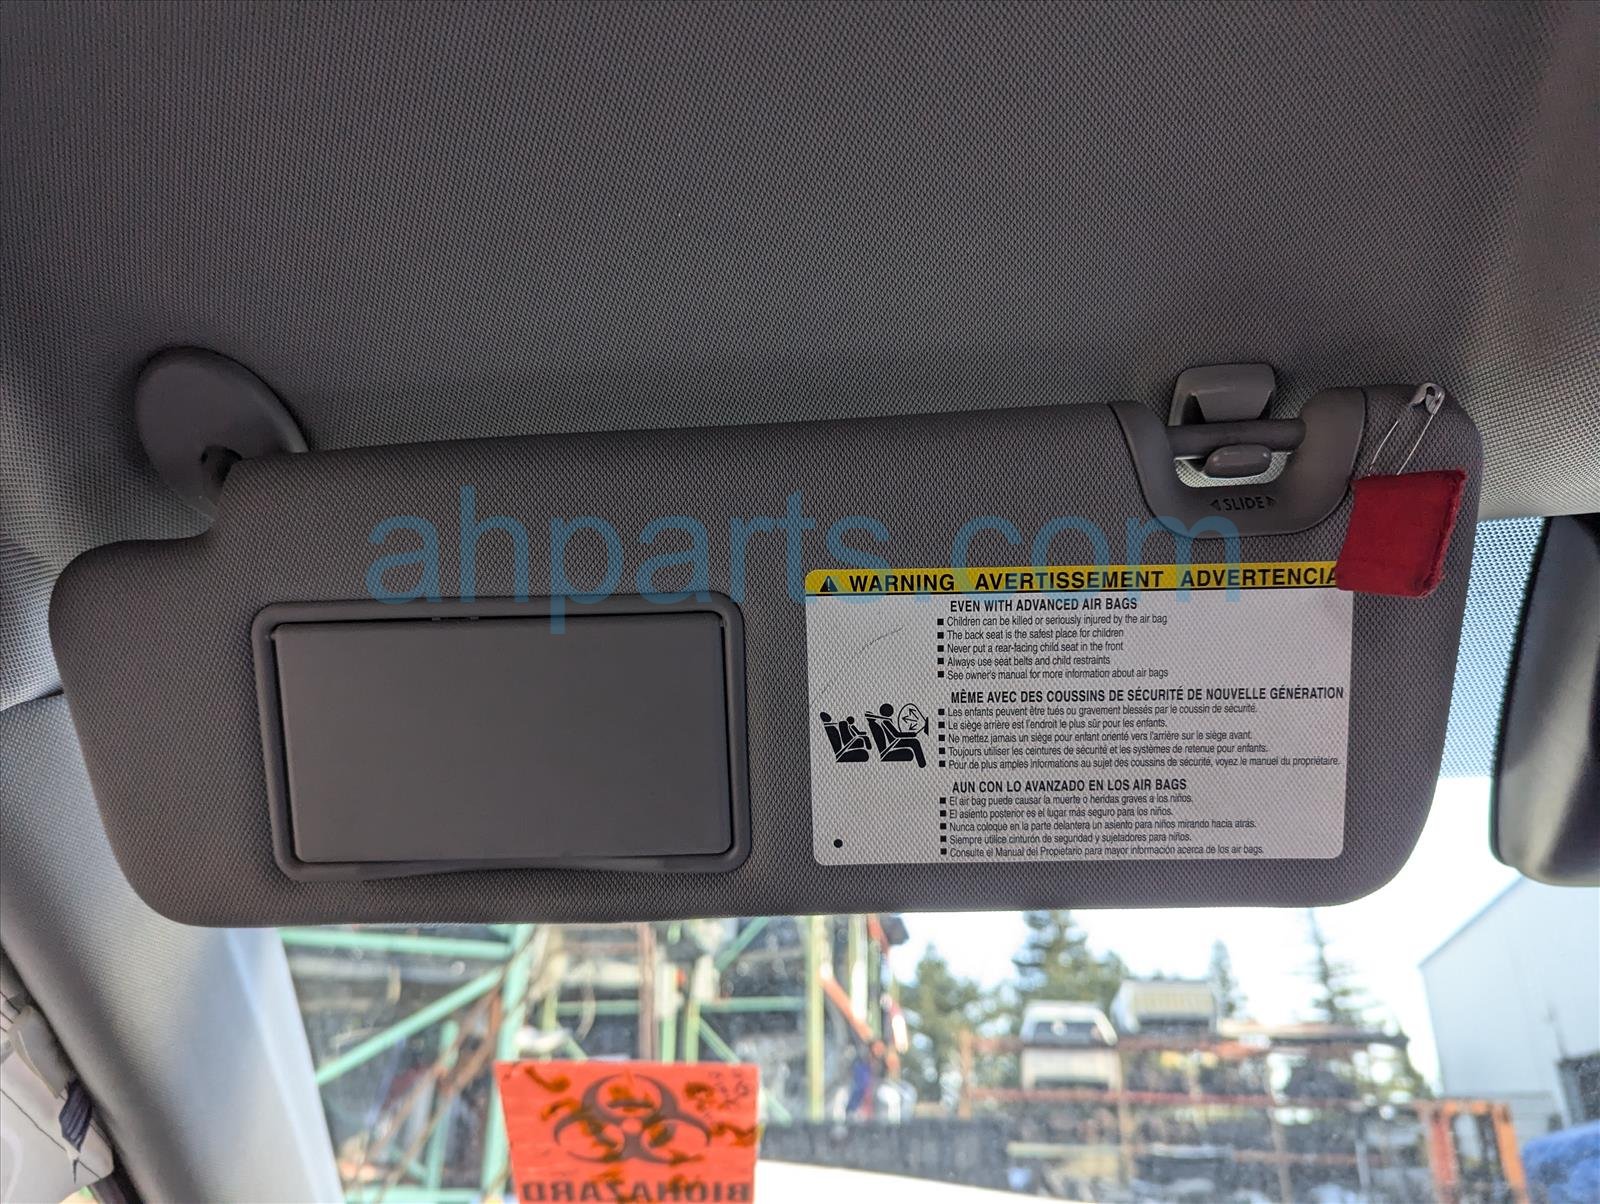 SLIDE
ahparts.com
WARNING AVERTISSEMENT ADVERTENCIA
EVEN WITH ADVANCED AIR BAGS
■ Children can be killed or seriously injured by the air bag
■ The back seat is the safest place for children
■ Never put a rear-facing child seat in the front
■ Always use seat belts and child restraints
■ See owner's manual for more information about air bags
MÊME AVEC DES COUSSINS DE SÉCURITÉ DE NOUVELLE GÉNÉRATION
■ Les enfants peuvent être tués ou gravement blessés par le coussin de sécurité.
■ Le siège arrière est l'endroit le plus sûr pour les enfants.
■ Ne mettez jamais un siège pour enfant orienté vers l'arrière sur le siège avant.
■ Toujours utiliser les ceintures de sécurité et les systèmes de retenue pour enfants.
■ Pour de plus amples informations au sujet des coussins de sécurité, voyez le manuel du propriétaire.
AUN CON LO AVANZADO EN LOS AIR BAGS
■ El air bag puede causar la muerte o heridas graves a los niños.
■ El asiento posterior es el lugar más seguro para los niños.
■ Nunca coloque en la parte delantera un asiento para niños mirando hacia atrás.
■ Siempre utilice cinturón de seguridad y sujetadores para niños.
■ Consulte el Manual del Propietario para mayor información acerca de los air bags.
BIOHAZARD